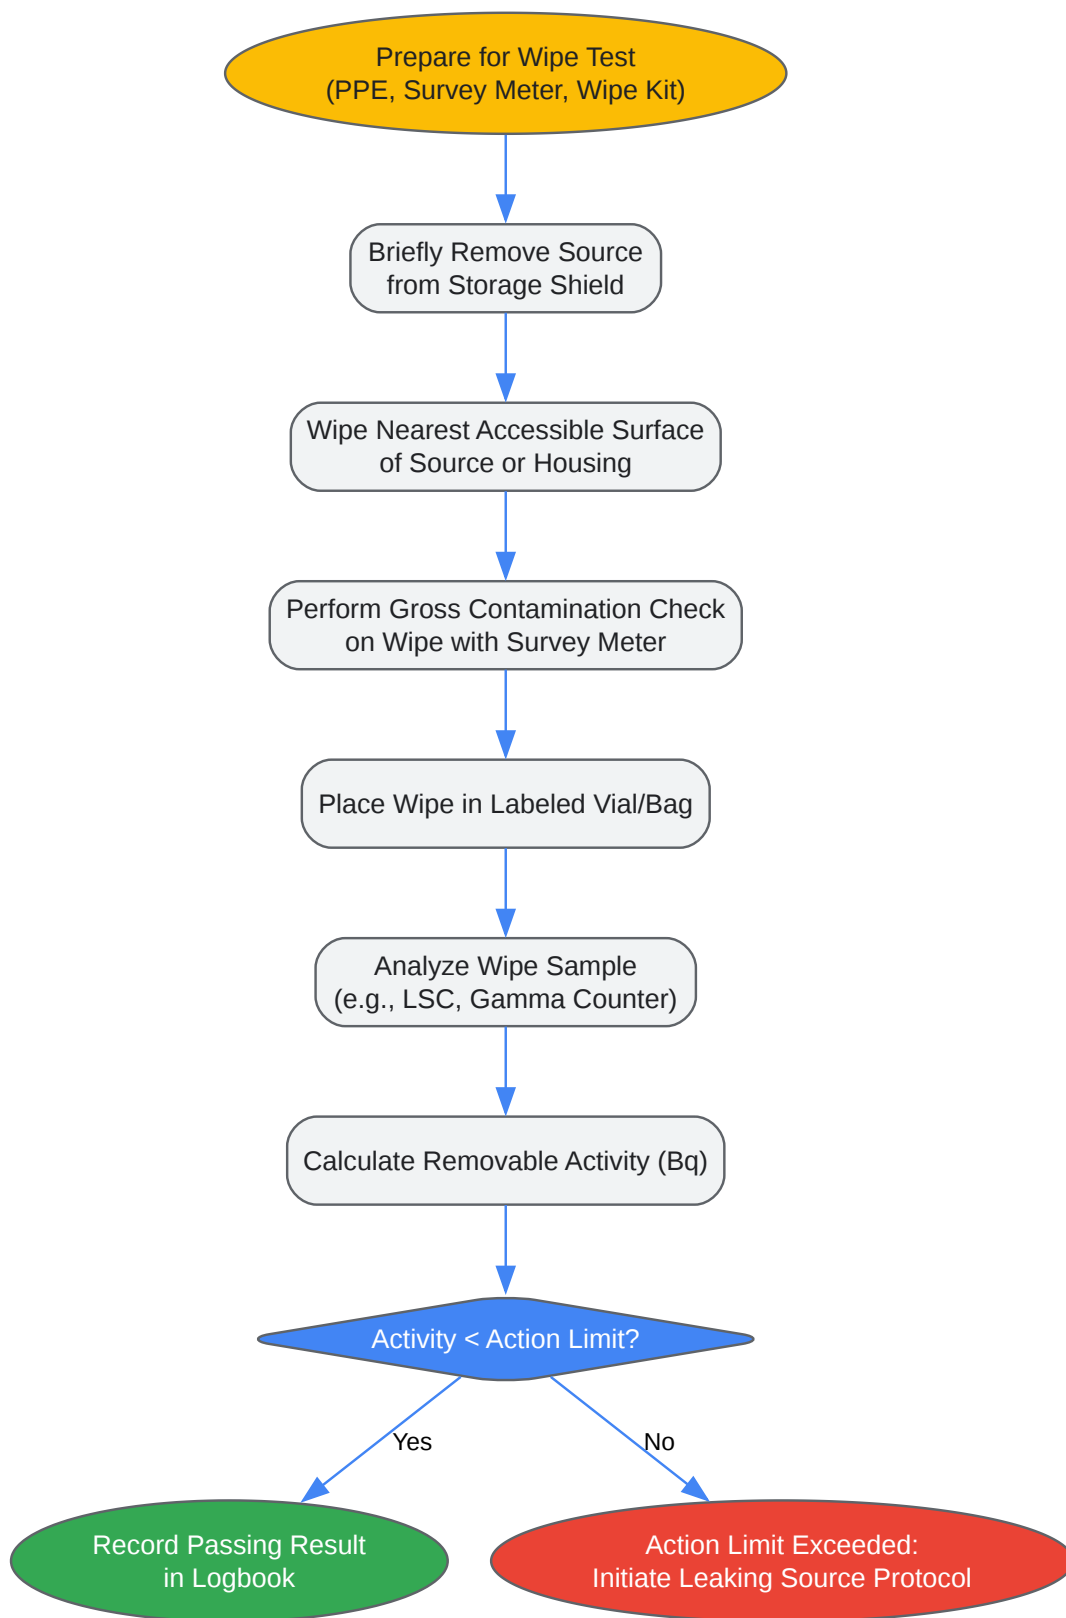 Prepare for Wipe Test
(PPE, Survey Meter, Wipe Kit)
Briefly Remove Source
from Storage Shield
Wipe Nearest Accessible Surface
of Source or Housing
Perform Gross Contamination Check
on Wipe with Survey Meter
Place Wipe in Labeled Vial/Bag
Analyze Wipe Sample
(e.g., LSC, Gamma Counter)
Calculate Removable Activity (Bq)
Activity < Action Limit?
Yes
No
Record Passing Result
in Logbook
Action Limit Exceeded:
Initiate Leaking Source Protocol